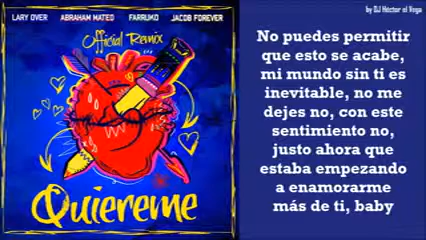 by DJ Héctor el Vega
LARY OVER ABRAHAM MATEO FARRUKO JACOB FOREVER
Official Remix
Quiereme
No puedes permitir
que esto se acabe,
mi mundo sin ti es
inevitable, no me
dejes no, con este
sentimiento no,
justo ahora que
estaba empezando
a enamorarme
más de ti, baby